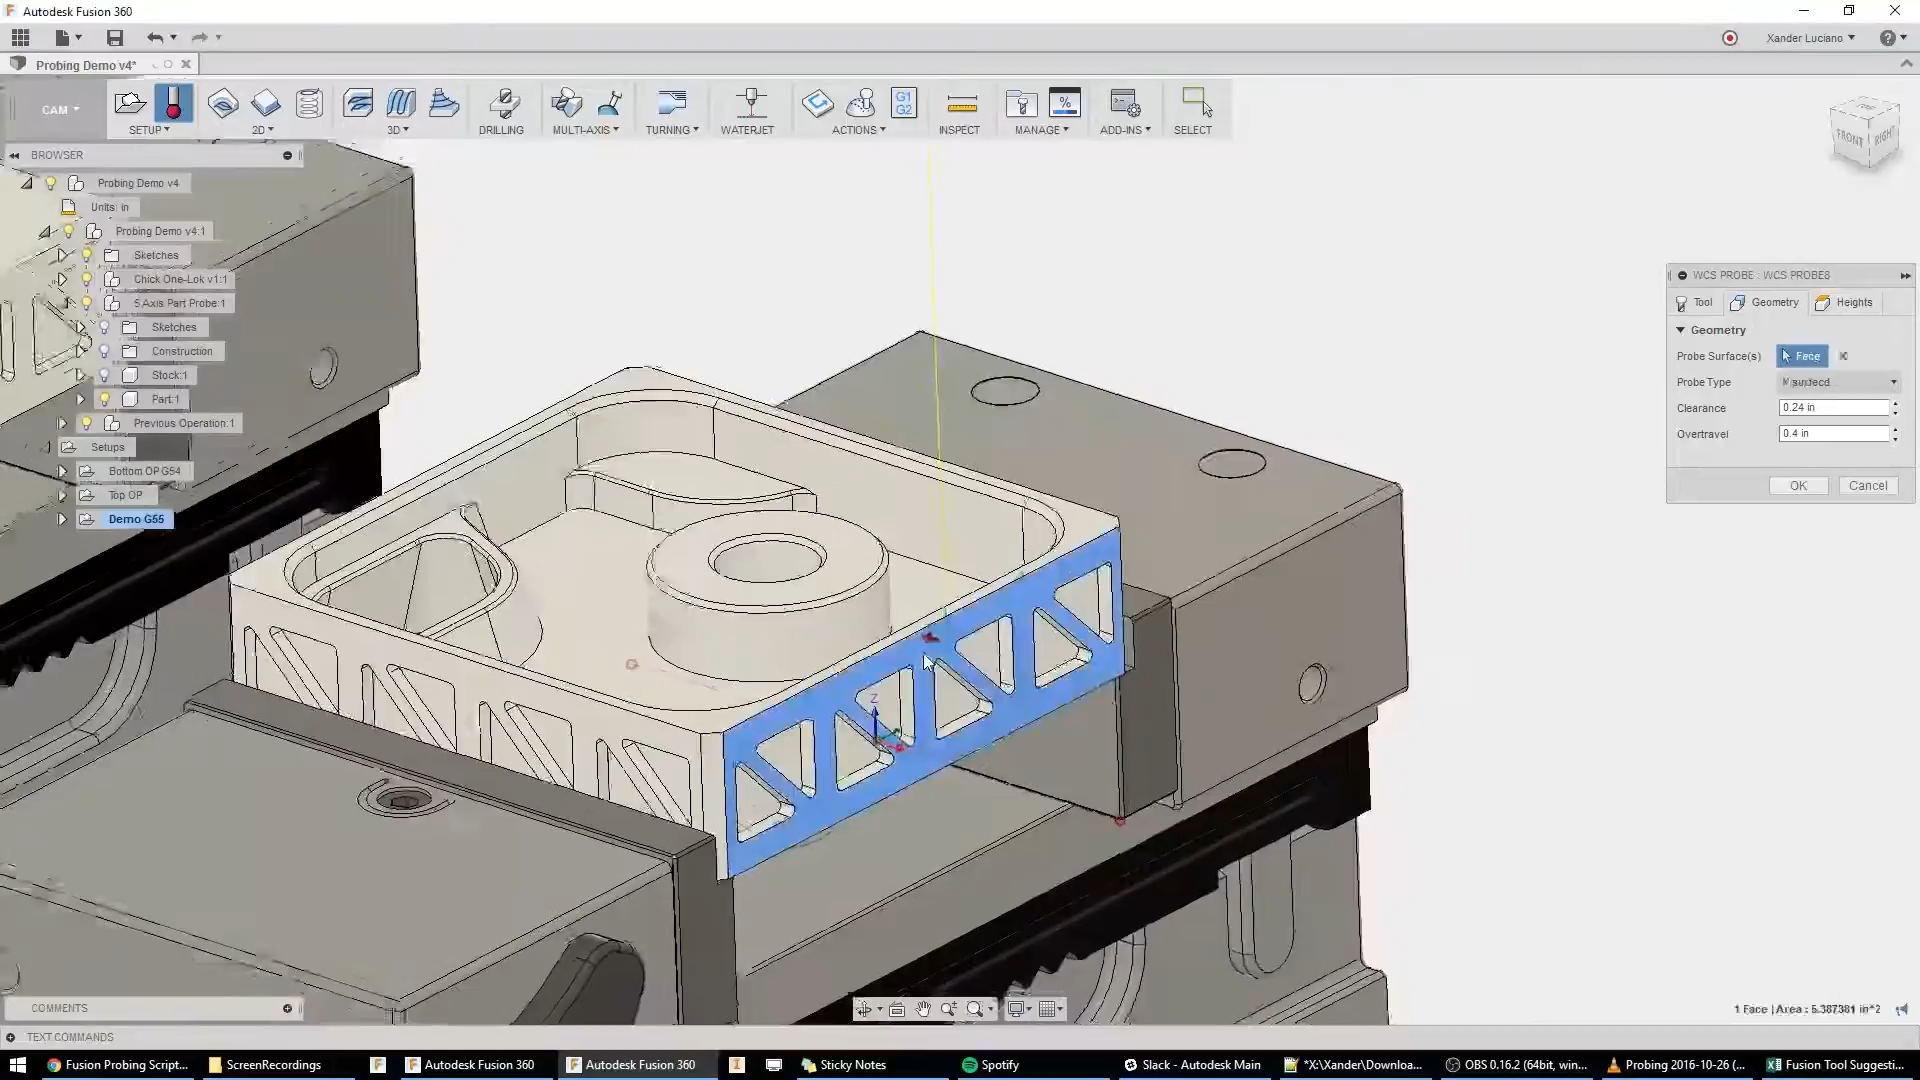 Autodesk Fusion 360
Xander Luciano
Probing Demo v4*
CAM
SETUP
2D
3D
DRILLING
MULTI-AXIS
TURNING
WATERJET
G1
G2
ACTIONS
INSPECT
%
MANAGE
ADD-INS
SELECT
FRONT
RIGHT
BROWSER
Probing Demo v4
Units: in
Probing Demo v4:1
Sketches
Chick One-Lok v1:1
5 Axis Part Probe:1
Sketches
Construction
Stock:1
Part:1
Previous Operation:1
Setups
Bottom OP G54
Top OP
Demo G55
WCS PROBE : WCS PROBE8
Tool
Geometry
Heights
Geometry
Probe Surface(s)
Face
Probe Type
Clearance
0.24 in
Overtravel
0.4 in
OK
Cancel
Z
COMMENTS
1 Face | Area : 5.387381 in^2
TEXT COMMANDS
Fusion Probing Script...
ScreenRecordings
Autodesk Fusion 360
Autodesk Fusion 360
Sticky Notes
Spotify
Slack - Autodesk Main
*X:\Xander\Downloa...
OBS 0.16.2 (64bit, win...
Probing 2016-10-26 (...
Fusion Tool Suggesti...